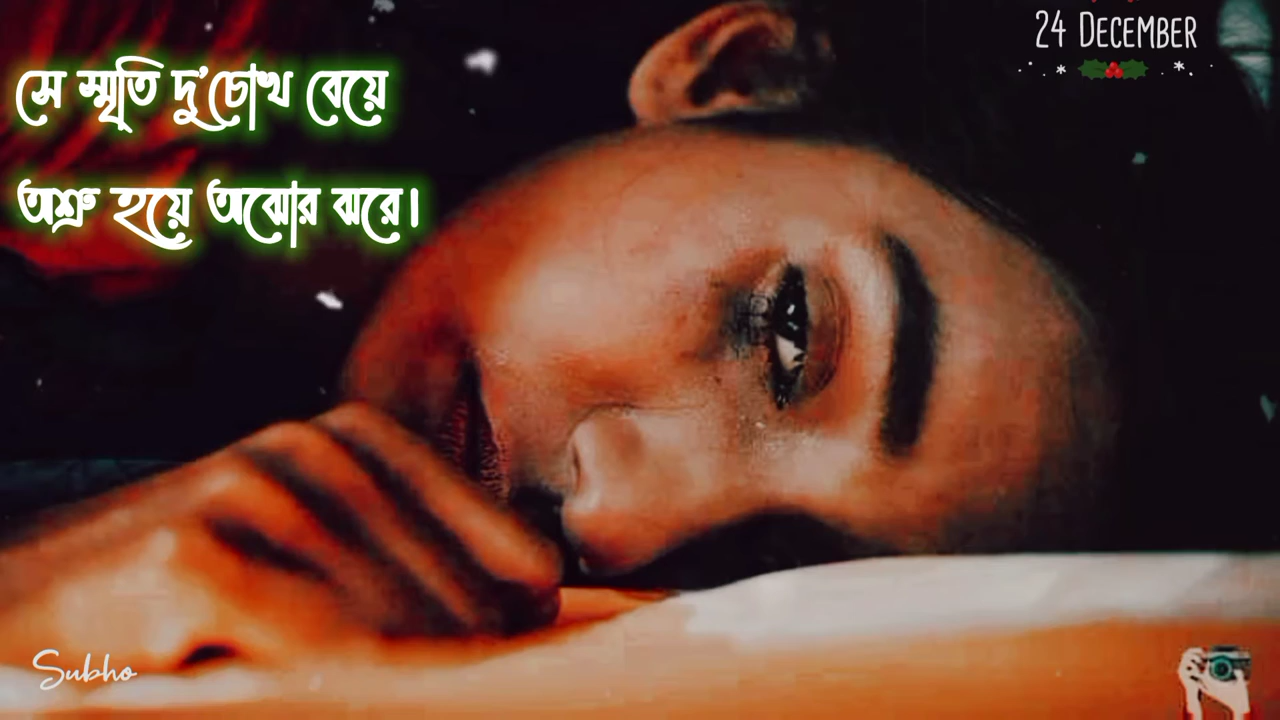 সে স্মৃতি দু'চোখ বেয়ে
অশ্রু হয়ে অঝোর ঝরে।
24 DECEMBER
Subho